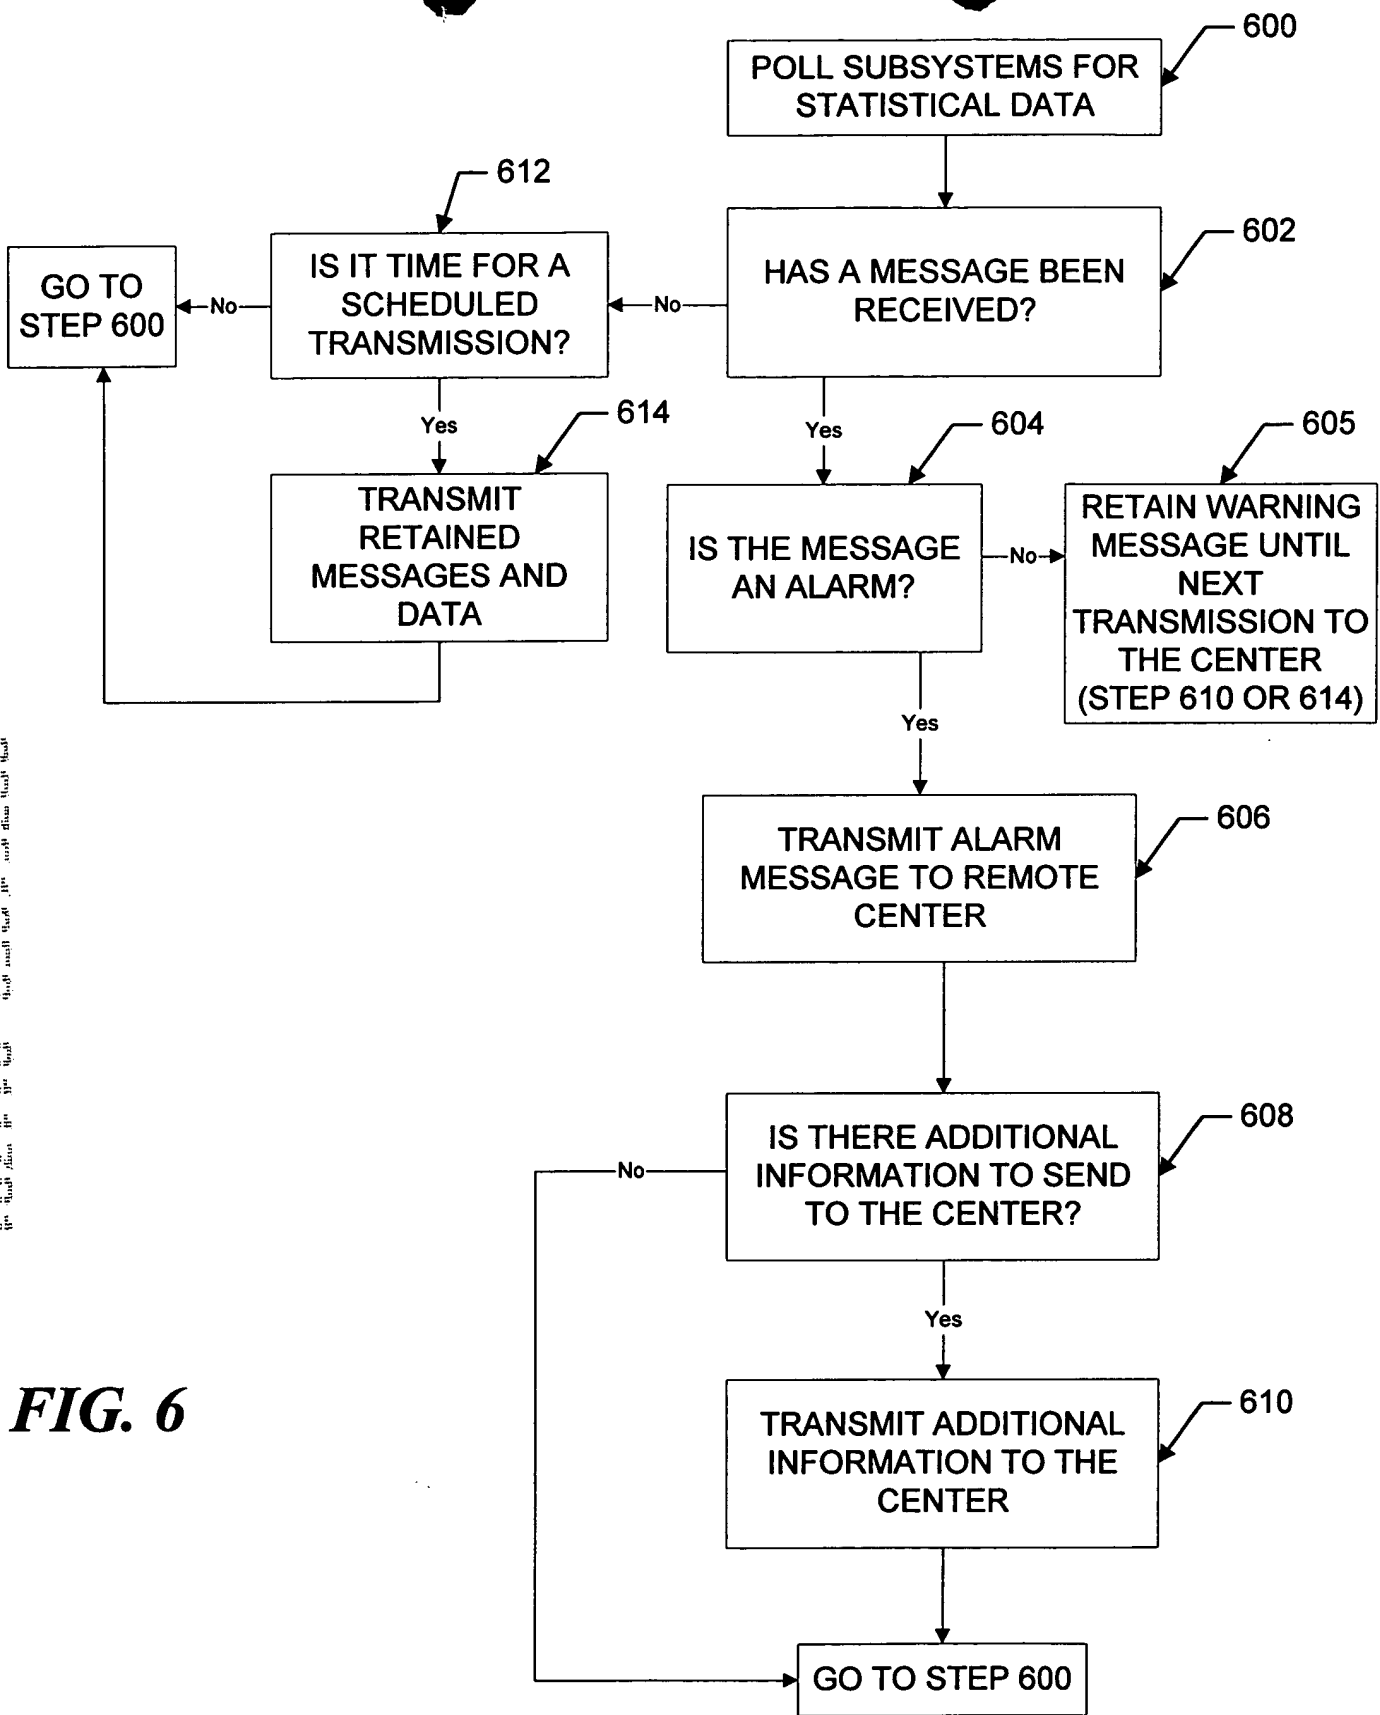 600
POLL SUBSYSTEMS FOR
STATISTICAL DATA
612
602
GO TO
STEP 600
No
IS IT TIME FOR A
SCHEDULED
TRANSMISSION?
No
HAS A MESSAGE BEEN
RECEIVED?
Yes
614
Yes
604
605
TRANSMIT
RETAINED
MESSAGES AND
DATA
IS THE MESSAGE
AN ALARM?
No
RETAIN WARNING
MESSAGE UNTIL
NEXT
TRANSMISSION TO
THE CENTER
(STEP 610 OR 614)
Yes
606
TRANSMIT ALARM
MESSAGE TO REMOTE
CENTER
608
IS THERE ADDITIONAL
INFORMATION TO SEND
TO THE CENTER?
No
Yes
610
TRANSMIT ADDITIONAL
INFORMATION TO THE
CENTER
FIG. 6
GO TO STEP 600